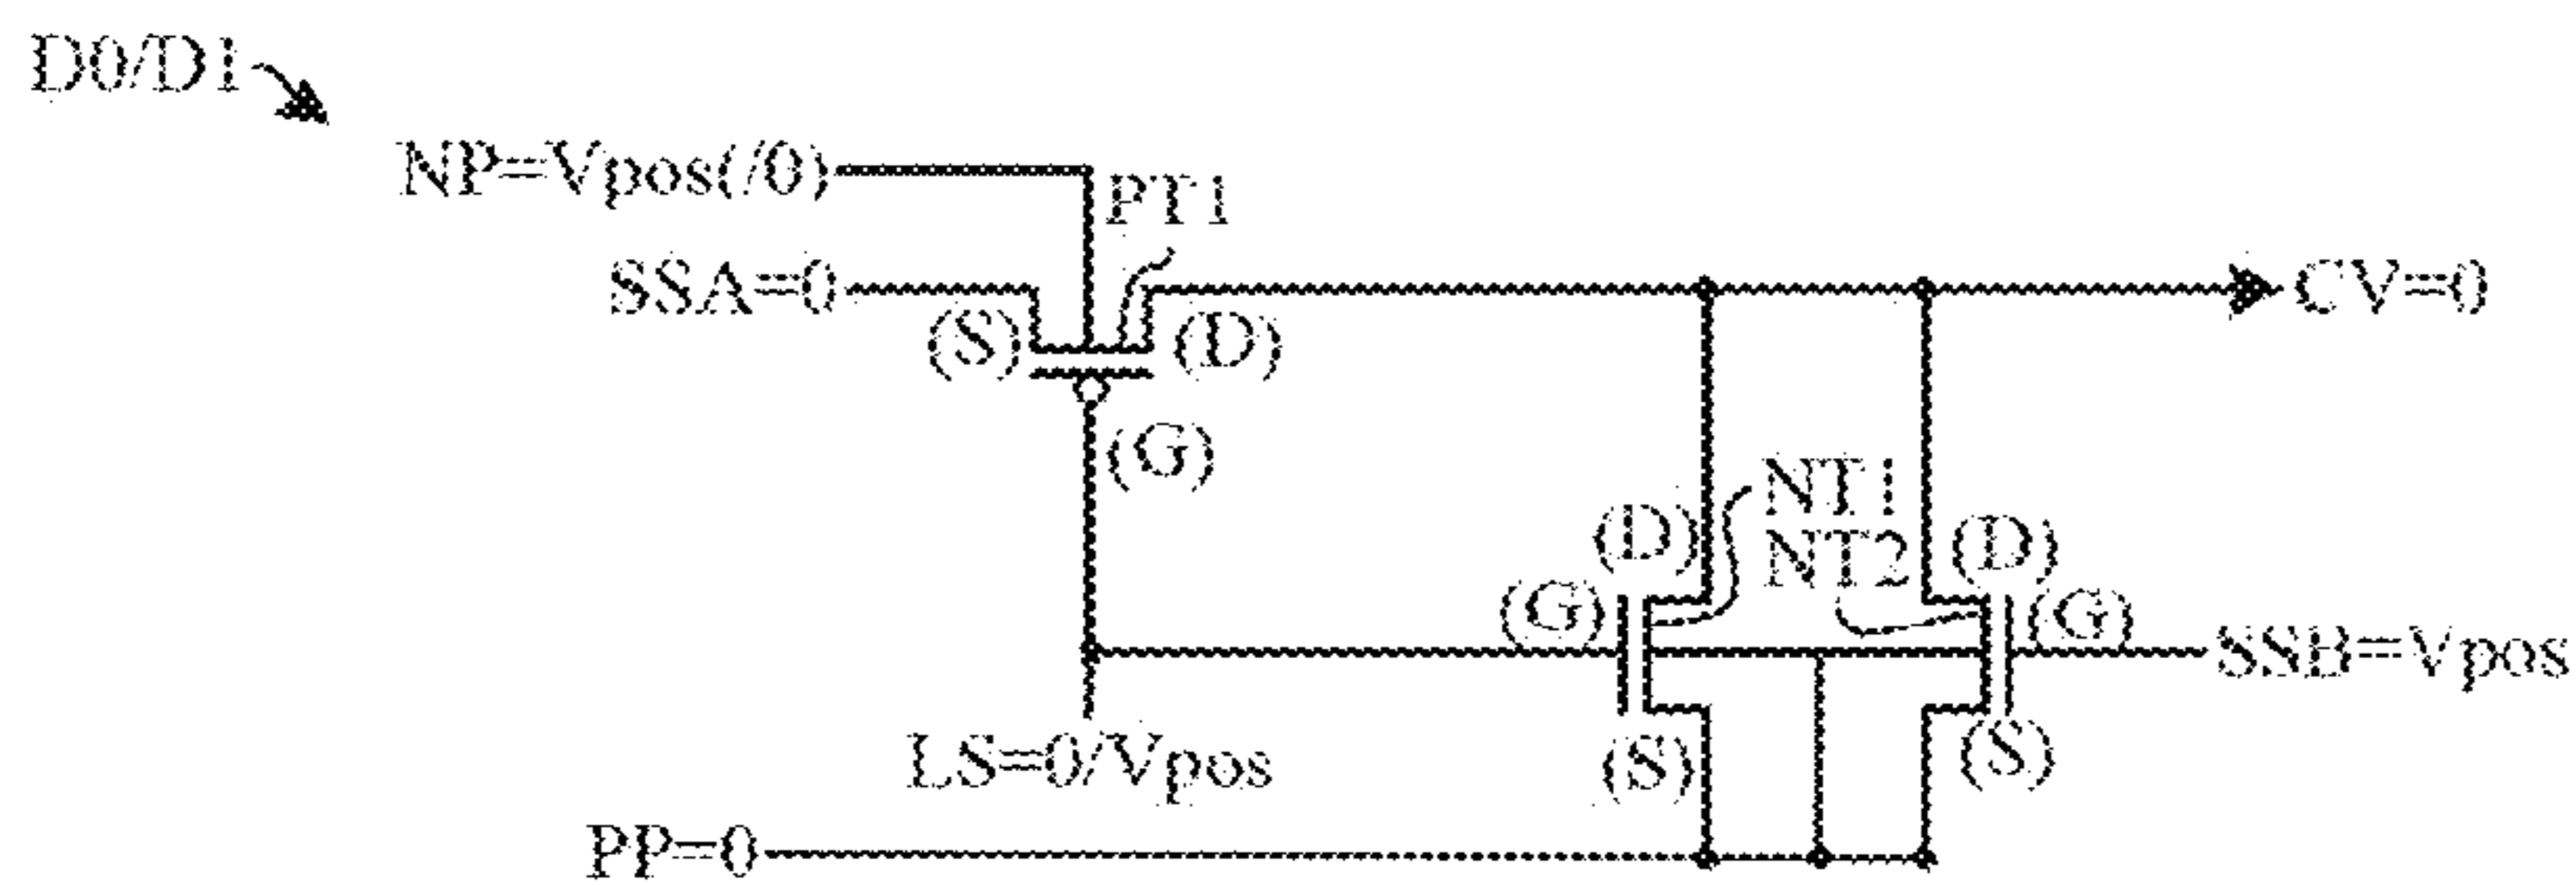 D0/D1
NP=Vpos(/0)
PT1
SSA=0
CV=0
(S)
(D)
(G)
NT1
(D)
NT2
(D)
(G)
(G)
SSB=Vpos
LS=0/Vpos
(S)
(S)
PP=0